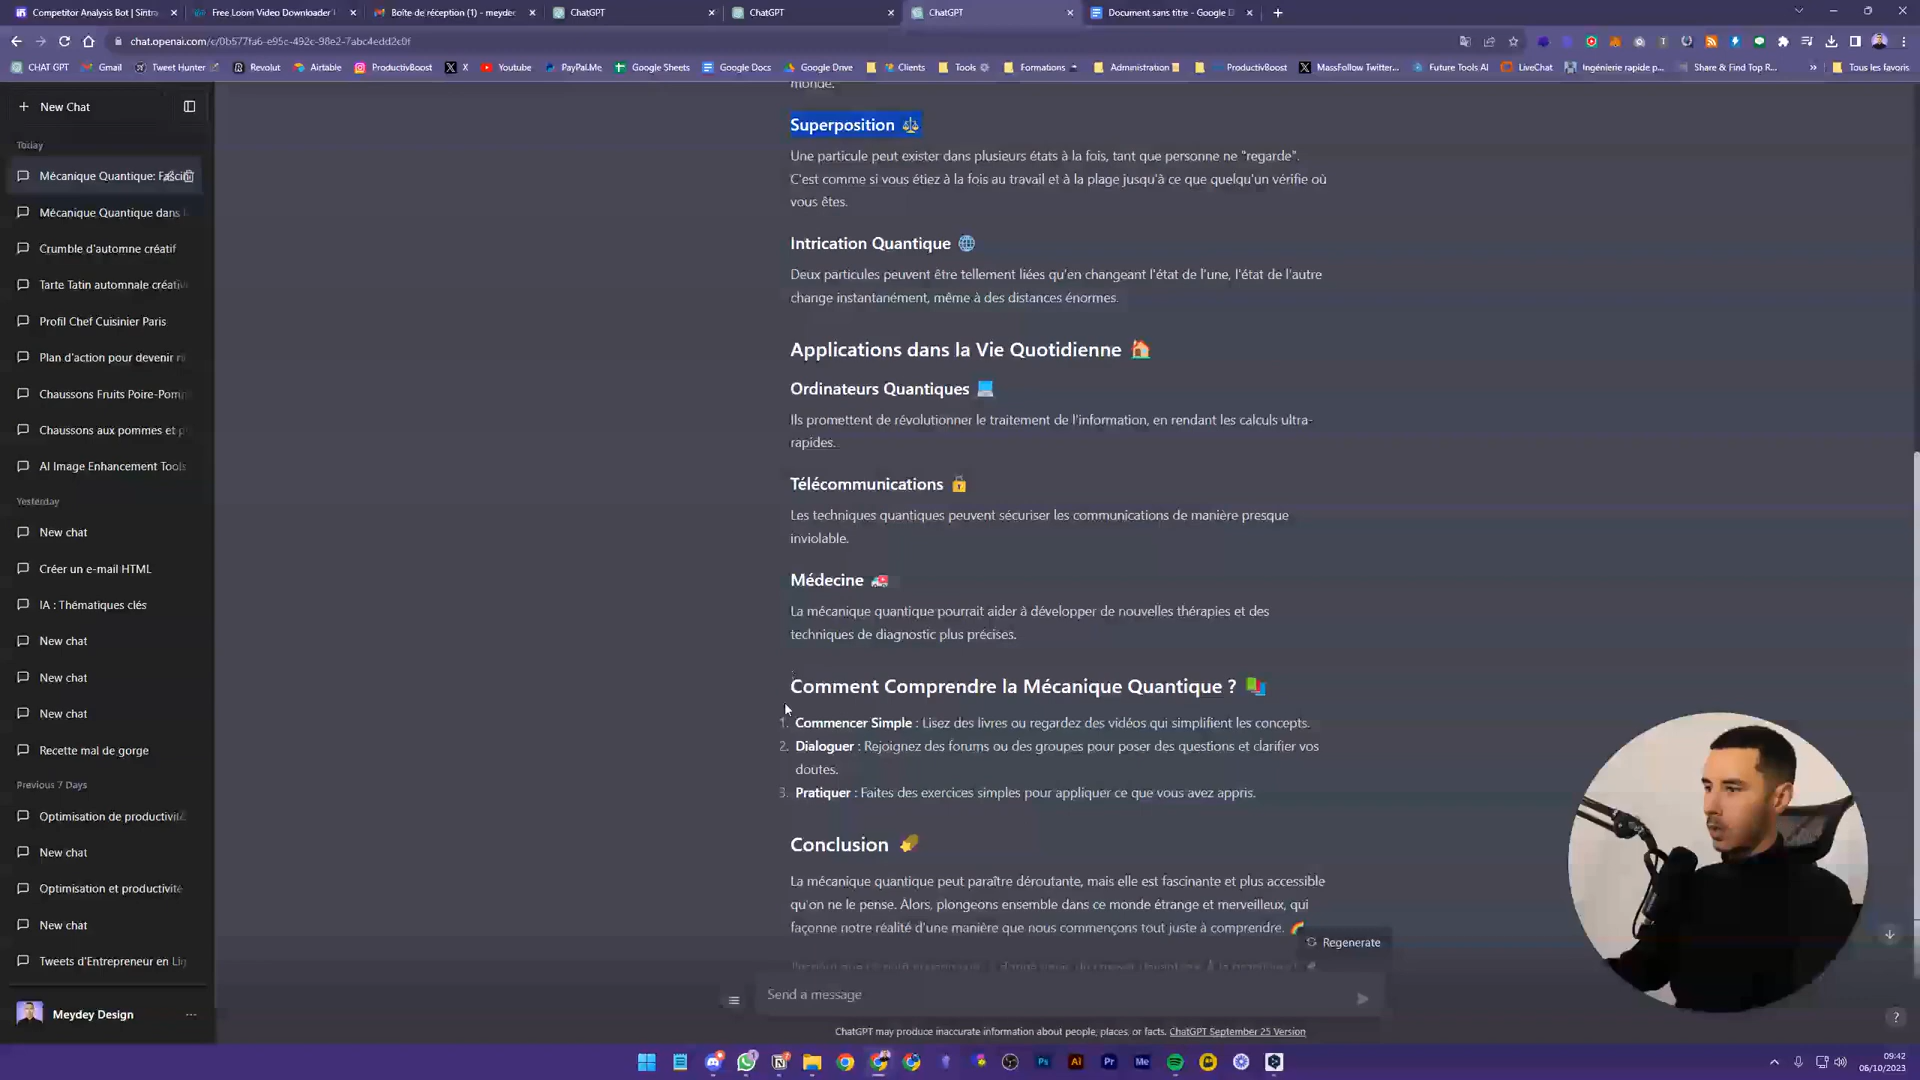 Competitor Analysis Bot | Sintra
Free Loom Video Downloader
Boîte de réception (1) - meydec
ChatGPT
ChatGPT
ChatGPT
Document sans titre - Google D
chat.openai.com/c/0b577fa6-e95c-492c-98e2-7abc4edd2c0f
CHAT GPT
Gmail
Tweet Hunter
Revolut
Airtable
ProductivBoost
X
Youtube
PayPal.Me
Google Sheets
Google Docs
Google Drive
Clients
Tools
Formations
Administration
ProductivBoost
MassFollow Twitter...
Future Tools AI
LiveChat
Ingénierie rapide p...
Share & Find Top R...
Tous les favoris
New Chat
Today
Mécanique Quantique: Fascin
Mécanique Quantique dans
Crumble d'automne créatif
Tarte Tatin automnale créativ
Profil Chef Cuisinier Paris
Plan d'action pour devenir ri
Chaussons Fruits Poire-Pom
Chaussons aux pommes et p
AI Image Enhancement Tools
Yesterday
New chat
Créer un e-mail HTML
IA : Thématiques clés
New chat
New chat
New chat
Recette mal de gorge
Previous 7 Days
Optimisation de productivité
New chat
Optimisation et productivité
New chat
Tweets d'Entrepreneur en Li
Meydey Design
monde.
Superposition ⚖️
Une particule peut exister dans plusieurs états à la fois, tant que personne ne "regarde".
C'est comme si vous étiez à la fois au travail et à la plage jusqu'à ce que quelqu'un vérifie où
vous êtes.
Intrication Quantique 🌐
Deux particules peuvent être tellement liées qu'en changeant l'état de l'une, l'état de l'autre
change instantanément, même à des distances énormes.
Applications dans la Vie Quotidienne 🏠
Ordinateurs Quantiques 💻
Ils promettent de révolutionner le traitement de l'information, en rendant les calculs ultra-
rapides.
Télécommunications 🔒
Les techniques quantiques peuvent sécuriser les communications de manière presque
inviolable.
Médecine 🚑
La mécanique quantique pourrait aider à développer de nouvelles thérapies et des
techniques de diagnostic plus précises.
Comment Comprendre la Mécanique Quantique ? 📚
1. Commencer Simple : Lisez des livres ou regardez des vidéos qui simplifient les concepts.
2. Dialoguer : Rejoignez des forums ou des groupes pour poser des questions et clarifier vos
doutes.
3. Pratiquer : Faites des exercices simples pour appliquer ce que vous avez appris.
Conclusion 🌠
La mécanique quantique peut paraître déroutante, mais elle est fascinante et plus accessible
qu'on ne le pense. Alors, plongeons ensemble dans ce monde étrange et merveilleux, qui
façonne notre réalité d'une manière que nous commençons tout juste à comprendre. 🌈
Regenerate
Send a message
ChatGPT may produce inaccurate information about people, places, or facts. ChatGPT September 25 Version
?
09:42
06/10/2023